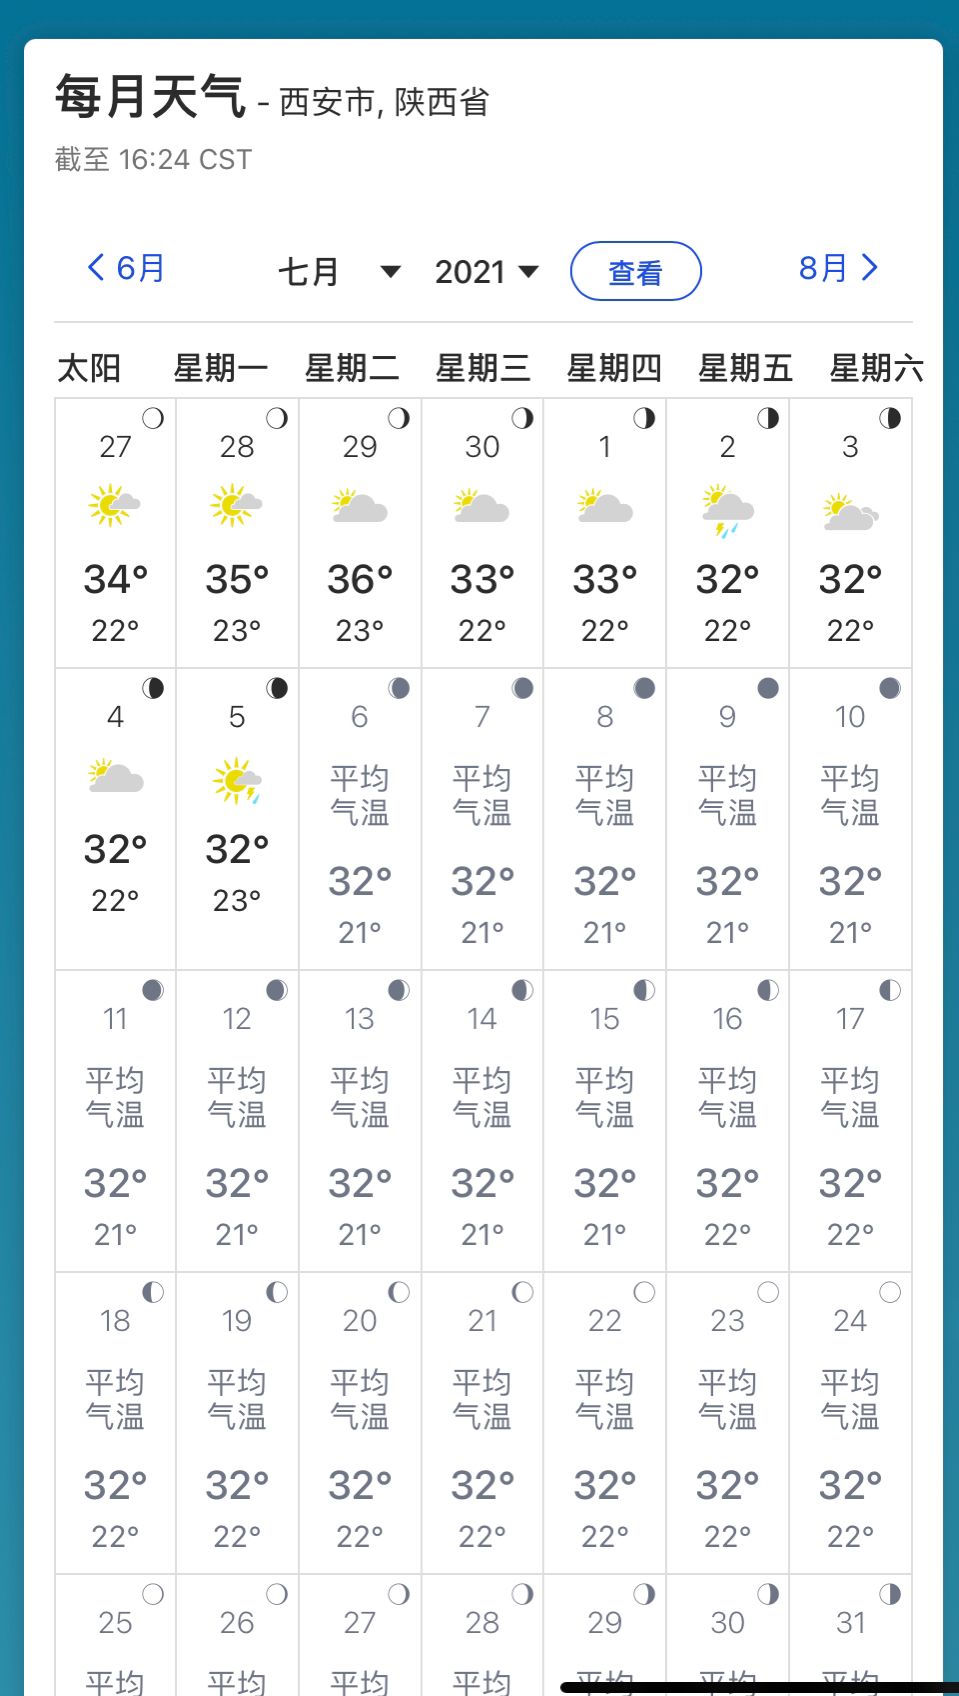 每月天气 - 西安市, 陕西省
截至 16:24 CST
6月 七月 2021 查看 8月
太阳 星期一 星期二 星期三 星期四 星期五 星期六
27 28 29 30 1 2 3
34° 35° 36° 33° 33° 32° 32°
22° 23° 23° 22° 22° 22° 22°
4 5 6 7 8 9 10
平均 平均 平均 平均 平均
气温 气温 气温 气温 气温
32° 32° 32° 32° 32° 32° 32°
22° 23° 21° 21° 21° 21° 21°
11 12 13 14 15 16 17
平均 平均 平均 平均 平均 平均 平均
气温 气温 气温 气温 气温 气温 气温
32° 32° 32° 32° 32° 32° 32°
21° 21° 21° 21° 21° 22° 22°
18 19 20 21 22 23 24
平均 平均 平均 平均 平均 平均 平均
气温 气温 气温 气温 气温 气温 气温
32° 32° 32° 32° 32° 32° 32°
22° 22° 22° 22° 22° 22° 22°
25 26 27 28 29 30 31
平均 平均 平均 平均 平均 平均 平均